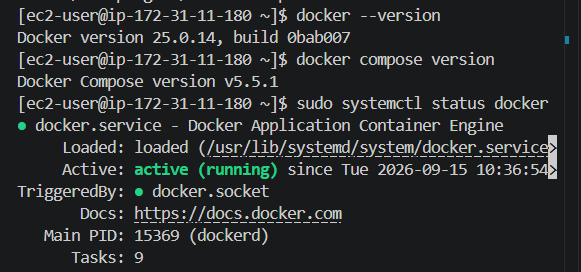 [ec2-user@ip-172-31-11-180 ~]$ docker --version
Docker version 25.0.14, build 0bab007
[ec2-user@ip-172-31-11-180 ~]$ docker compose version
Docker Compose version v5.5.1
[ec2-user@ip-172-31-11-180 ~]$ sudo systemctl status docker
● docker.service - Docker Application Container Engine
Loaded: loaded (/usr/lib/systemd/system/docker.service>
Active: active (running) since Tue 2026-09-15 10:36:54>
TriggeredBy: ● docker.socket
Docs: https://docs.docker.com
Main PID: 15369 (dockerd)
Tasks: 9